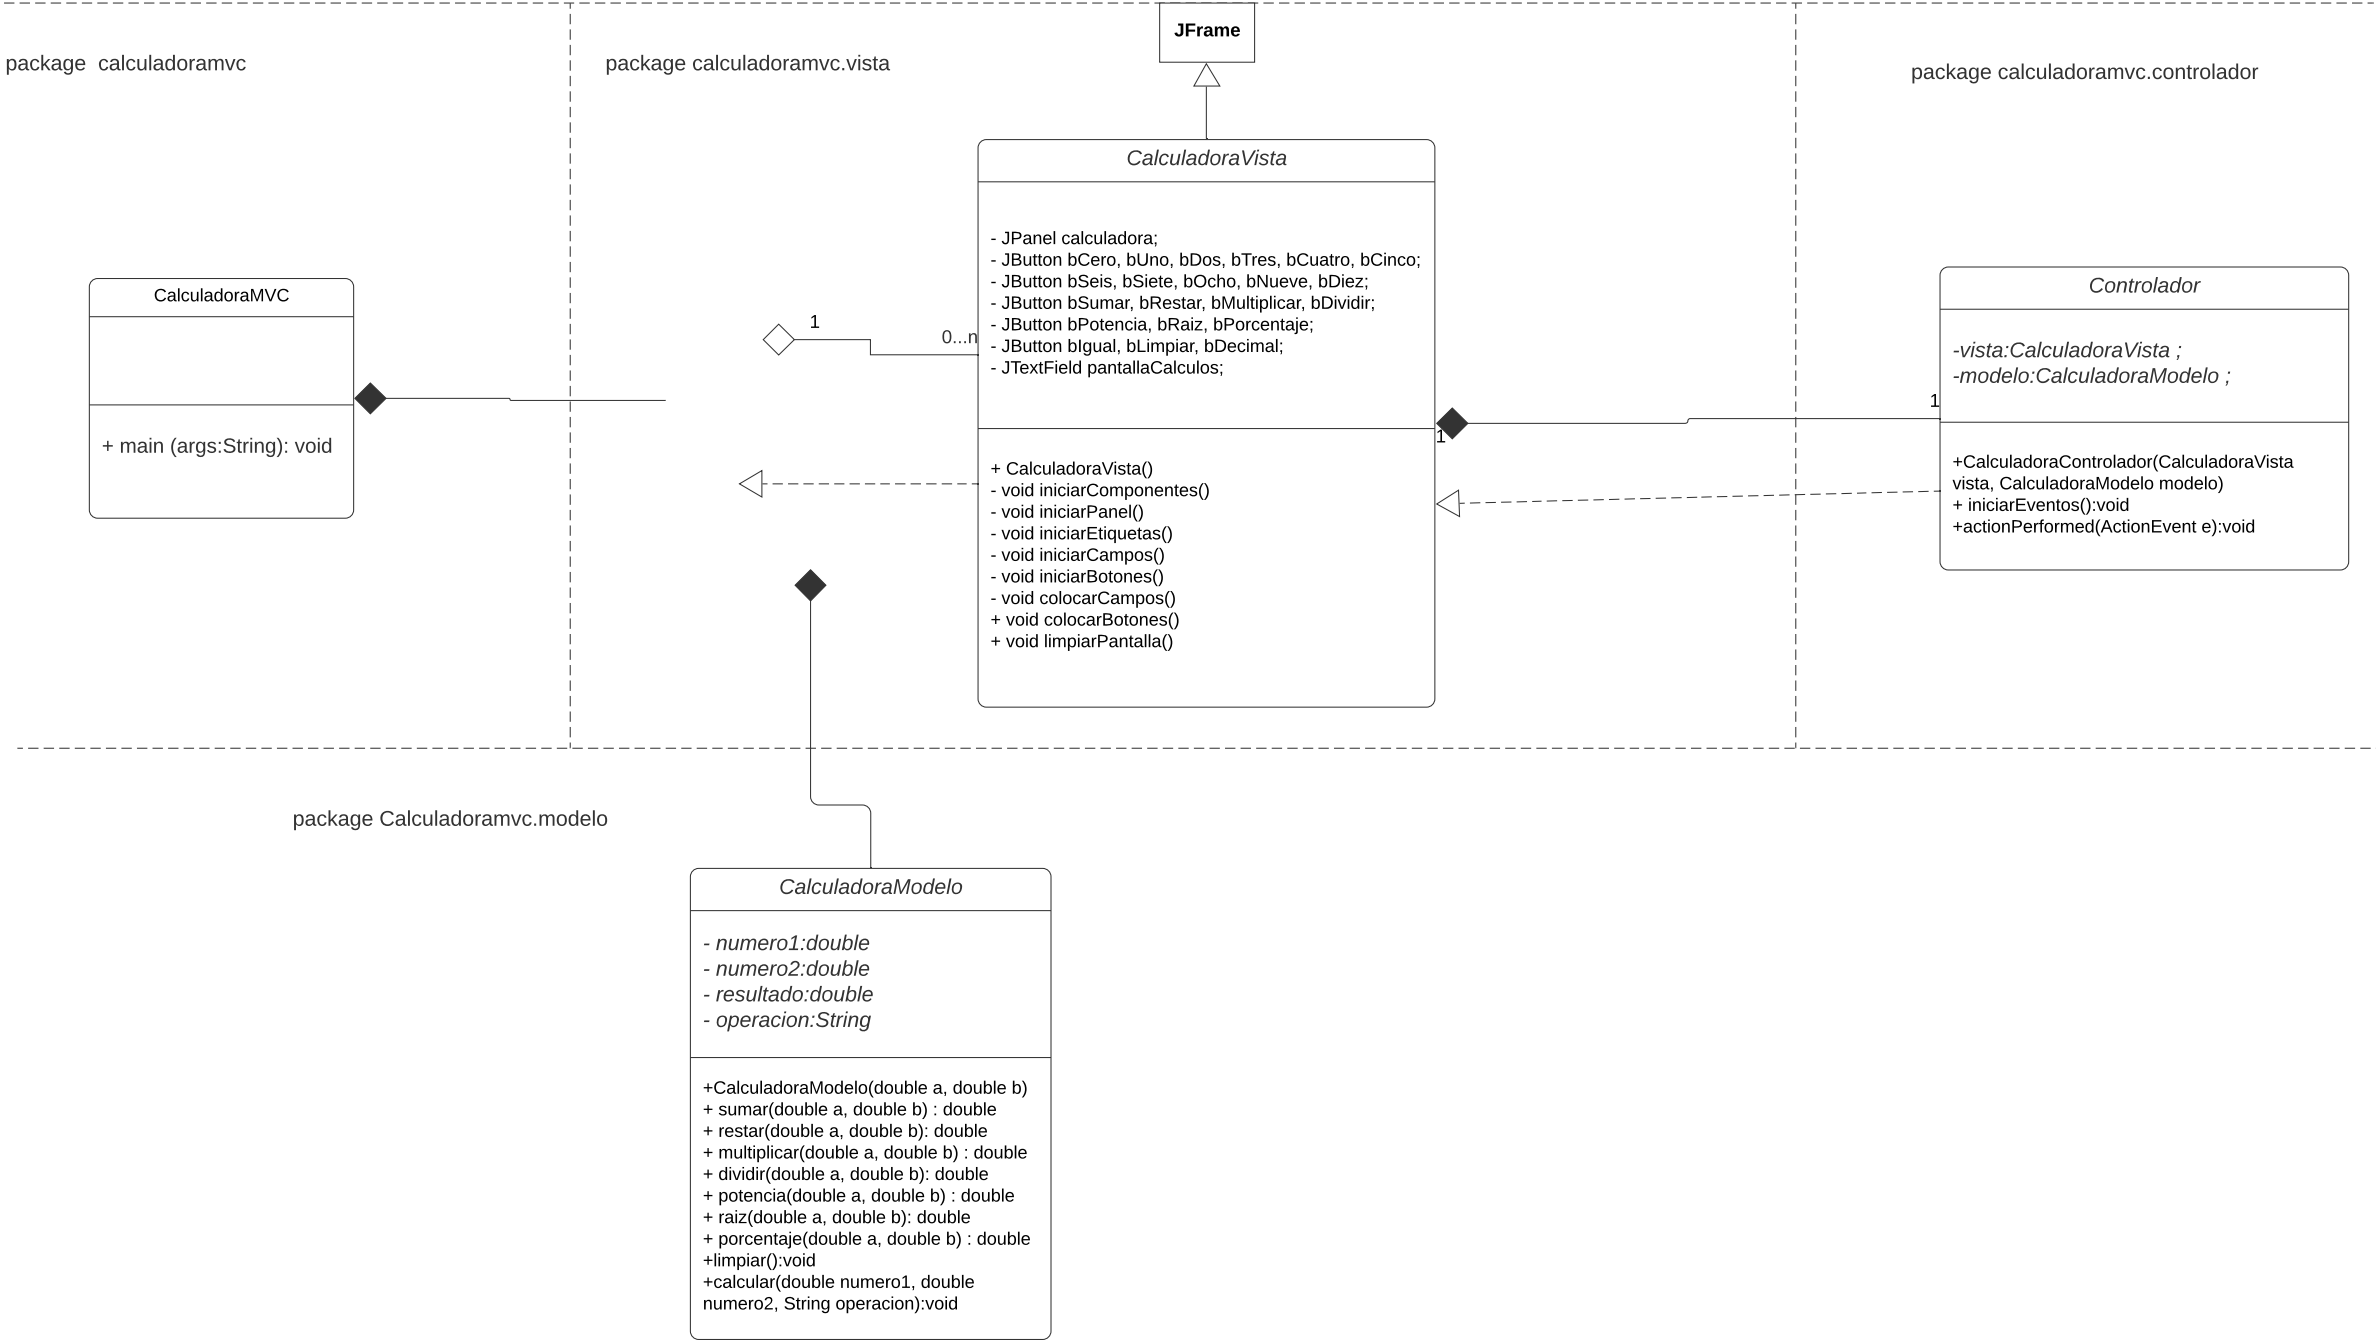 package  calculadoramvc
package calculadoramvc.vista
JFrame
package calculadoramvc.controlador
CalculadoraMVC
+ main (args:String): void
1
0...n
CalculadoraVista
- JPanel calculadora;
- JButton bCero, bUno, bDos, bTres, bCuatro, bCinco;
- JButton bSeis, bSiete, bOcho, bNueve, bDiez;
- JButton bSumar, bRestar, bMultiplicar, bDividir;
- JButton bPotencia, bRaiz, bPorcentaje;
- JButton bIgual, bLimpiar, bDecimal;
- JTextField pantallaCalculos;
+ CalculadoraVista()
- void iniciarComponentes()
- void iniciarPanel()
- void iniciarEtiquetas()
- void iniciarCampos()
- void iniciarBotones()
- void colocarCampos()
+ void colocarBotones()
+ void limpiarPantalla()
1
1
Controlador
-vista:CalculadoraVista ;
-modelo:CalculadoraModelo ;
+CalculadoraControlador(CalculadoraVista
vista, CalculadoraModelo modelo)
+ iniciarEventos():void
+actionPerformed(ActionEvent e):void
package Calculadoramvc.modelo
CalculadoraModelo
- numero1:double
- numero2:double
- resultado:double
- operacion:String
+CalculadoraModelo(double a, double b)
+ sumar(double a, double b) : double
+ restar(double a, double b): double
+ multiplicar(double a, double b) : double
+ dividir(double a, double b): double
+ potencia(double a, double b) : double
+ raiz(double a, double b): double
+ porcentaje(double a, double b) : double
+limpiar():void
+calcular(double numero1, double
numero2, String operacion):void